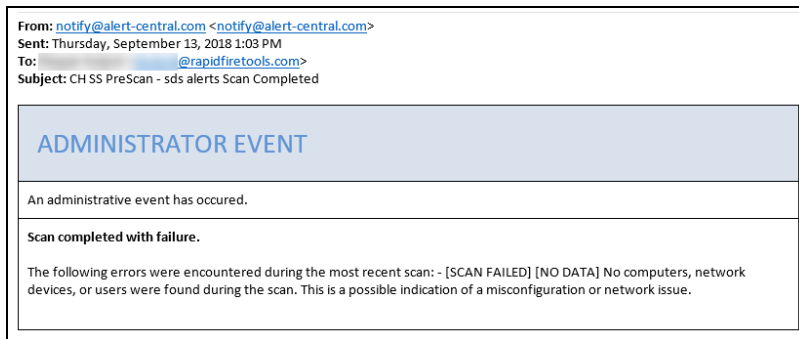 From: notify@alert-central.com <notify@alert-central.com>
Sent: Thursday, September 13, 2018 1:03 PM
To: @rapidfiretools.com>
Subject: CH SS PreScan - sds alerts Scan Completed
ADMINISTRATOR EVENT
An administrative event has occured.
Scan completed with failure.
The following errors were encountered during the most recent scan: - [SCAN FAILED] [NO DATA] No computers, network
devices, or users were found during the scan. This is a possible indication of a misconfiguration or network issue.